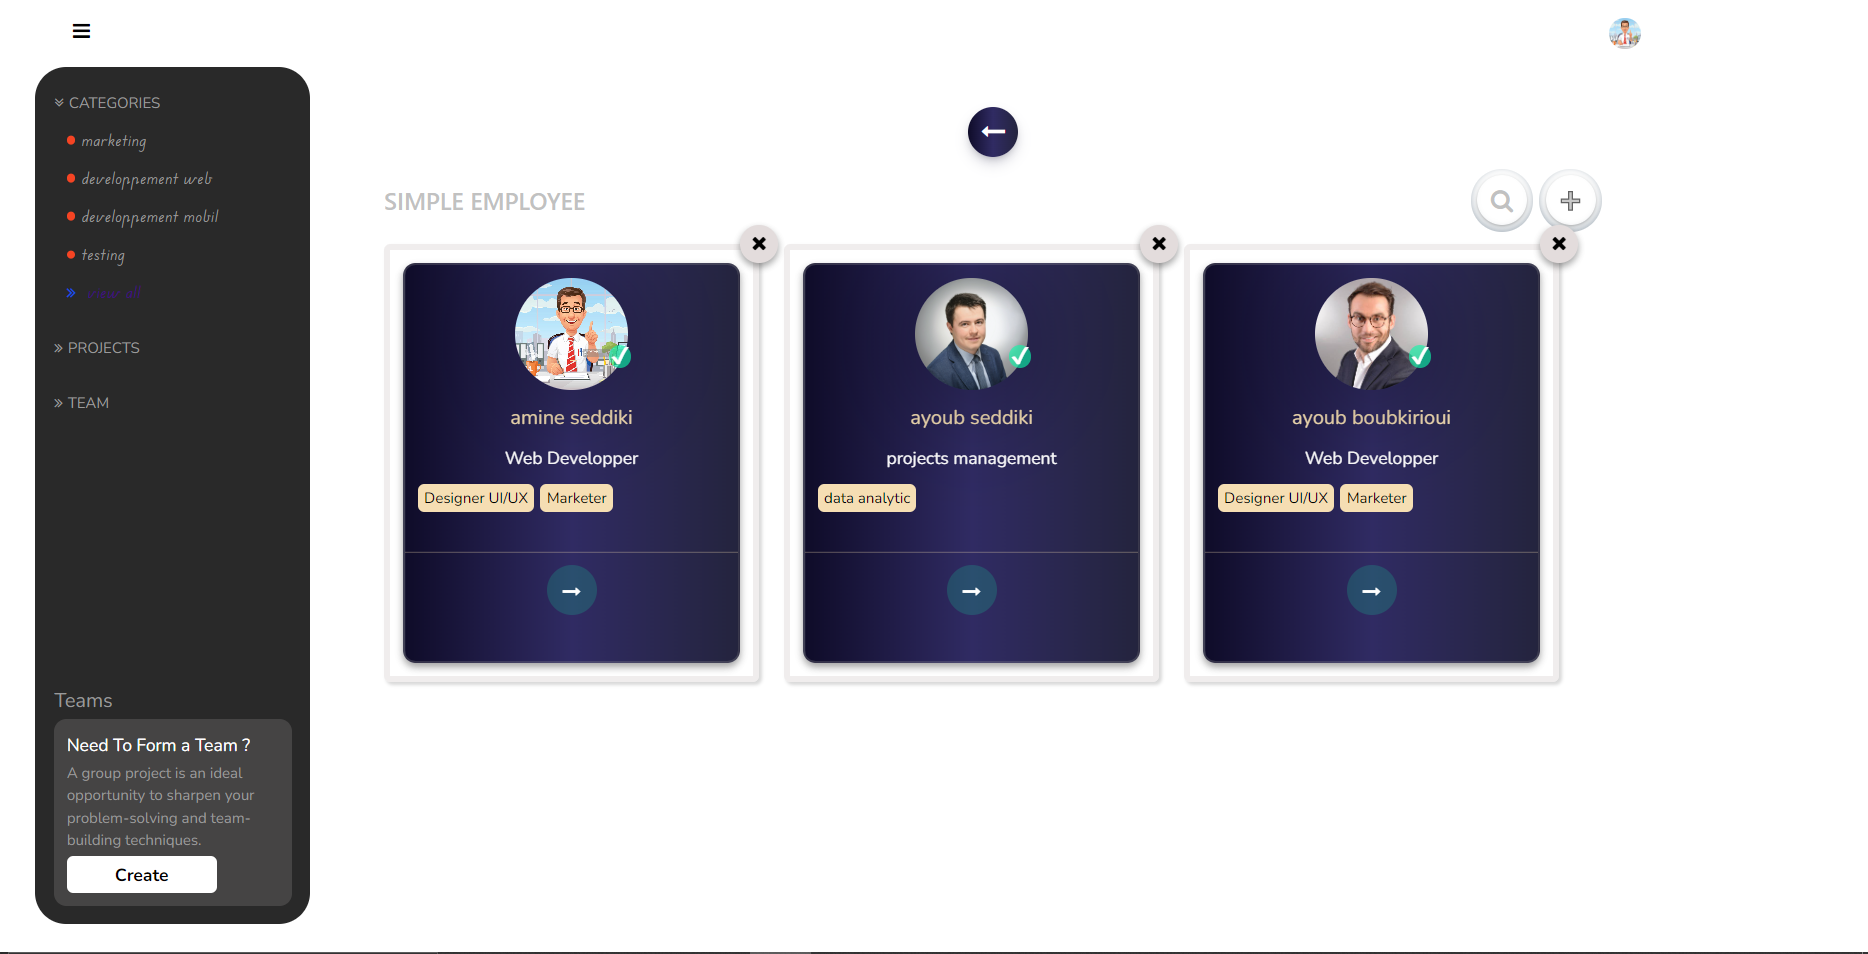 CATEGORIES
marketing
developpement web
developpement mobil
testing
PROJECTS
TEAM
Teams
Need To Form a Team ?
A group project is an ideal
opportunity to sharpen your
problem-solving and team-
building techniques.
Create
SIMPLE EMPLOYEE
amine seddiki
Web Developper
Designer UI/UX Marketer
ayoub seddiki
projects management
data analytic
ayoub boubkirioui
Web Developper
Designer UI/UX Marketer